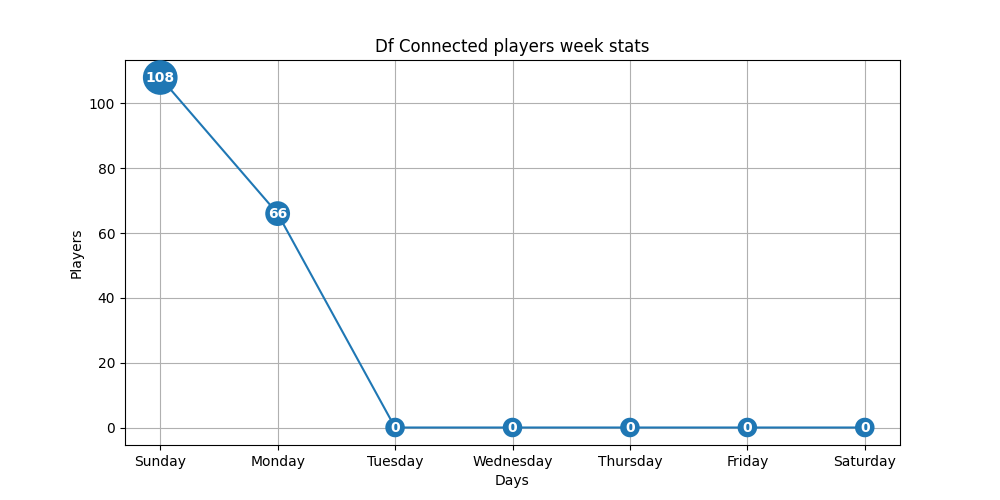 Df Connected players week stats
108
100
80
66
60
40
20
0
0 0 0 0 0
Players
Sunday Monday Tuesday Wednesday Thursday Friday Saturday
Days